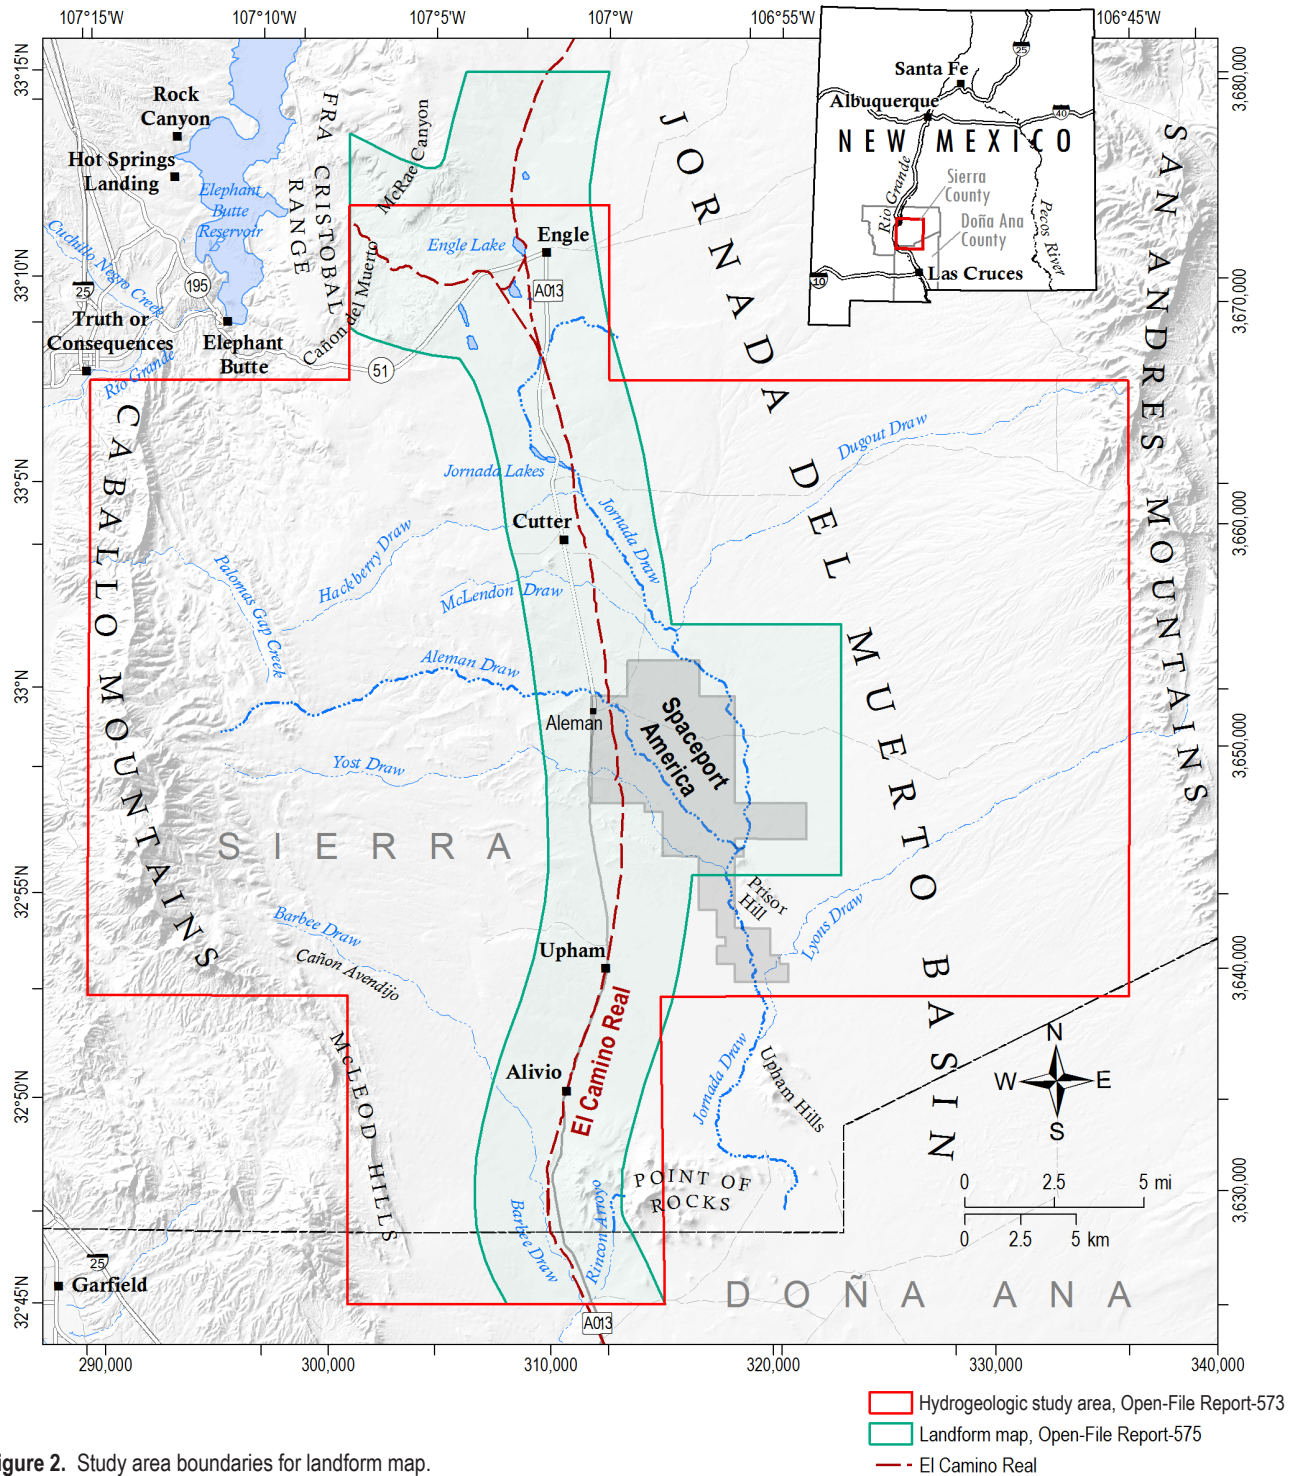 107°15'W
107°10'W
107°5'W
107°W
106°55'W
106°45'W
33°15'N
33°10'N
33°5'N
33°N
32°55'N
32°50'N
32°45'N
3,680,000
3,670,000
3,660,000
3,650,000
3,640,000
3,630,000
Santa Fe
Albuquerque
NEW MEXICO
25
40
10
Rio Grande
Sierra
County
Doña Ana
County
Pecos River
Las Cruces
Rock
Canyon
Hot Springs
Landing
Elephant
Butte
Reservoir
FRA CRISTOBAL
RANGE
McRae Canyon
JORNADA DEL MUERTO BASIN
SAN ANDRES MOUNTAINS
Cuchillo Negro Creek
25
195
Truth or
Consequences
Rio Grande
Elephant
Butte
Cañon del Muerto
51
Engle Lake
Engle
A013
CABALLO MOUNTAINS
Jornada Lakes
Dugout Draw
Cutter
Jornada Draw
Hackberry Draw
Palomas Gap Creek
McLendon Draw
Aleman Draw
Aleman
Spaceport
America
Yost Draw
SIERRA
Prisor
Hill
Lyons Draw
Barbee Draw
Cañon Avendijo
Upham
El Camino Real
Alivio
McLEOD HILLS
Jornada Draw
Upham Hills
POINT OF
ROCKS
Barbee Draw
Rincon Arroyo
N
W
E
S
0 2.5 5 mi
0 2.5 5 km
25
Garfield
DOÑA ANA
A013
290,000
300,000
310,000
320,000
330,000
340,000
Hydrogeologic study area, Open-File Report-573
Landform map, Open-File Report-575
El Camino Real
igure 2. Study area boundaries for landform map.